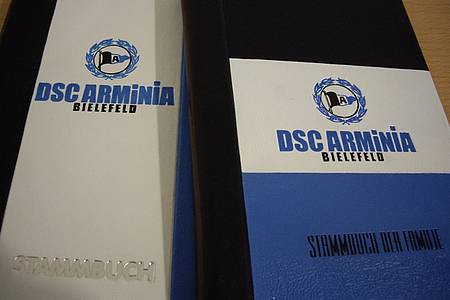 A
DSC ARMINIA
BIELEFELD
STAMMBUCH
A
DSC ARMINIA
BIELEFELD
STAMMBUCH DER FAMILIE